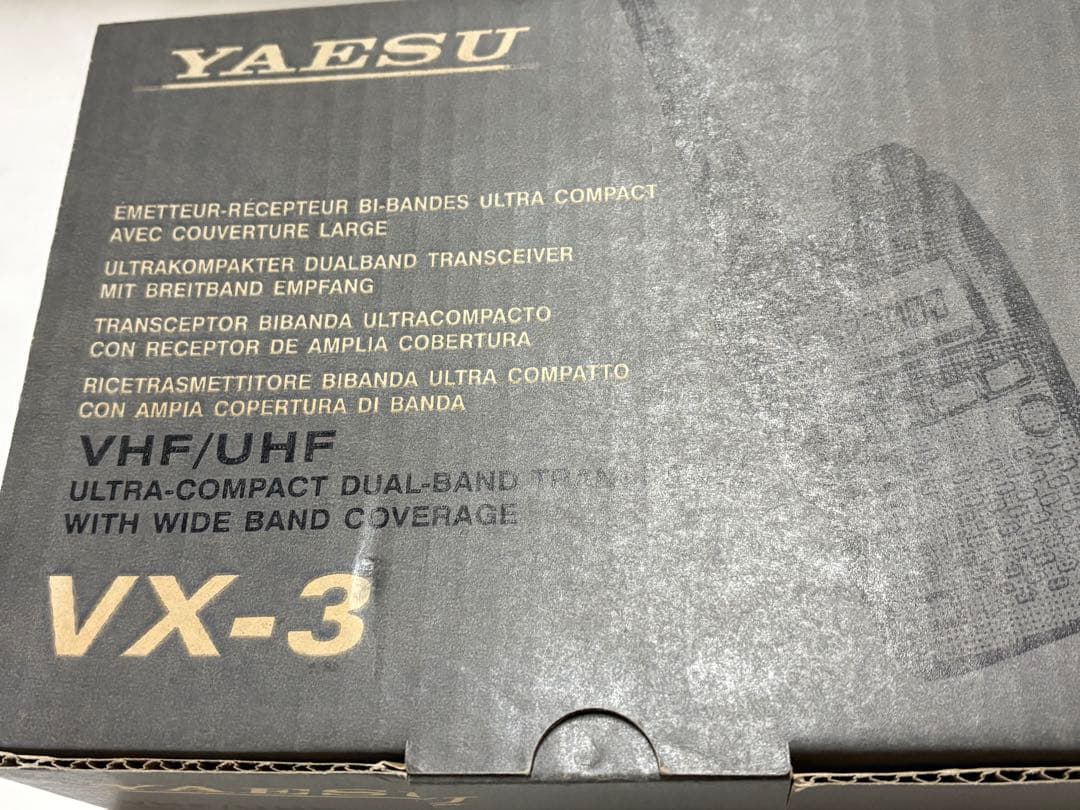 YAESU
ÉMETTEUR-RÉCEPTEUR BI-BANDES ULTRA COMPACT
AVEC COUVERTURE LARGE
ULTRAKOMPAKTER DUALBAND TRANSCEIVER
MIT BREITBAND EMPFANG
TRANSCEPTOR BIBANDA ULTRACOMPACTO
CON RECEPTOR DE AMPLIA COBERTURA
RICETRASMETTITORE BIBANDA ULTRA COMPATTO
CON AMPIA COPERTURA DI BANDA
VHF/UHF
ULTRA-COMPACT DUAL-BAND TRAN
WITH WIDE BAND COVERAGE
VX-3
YAESU